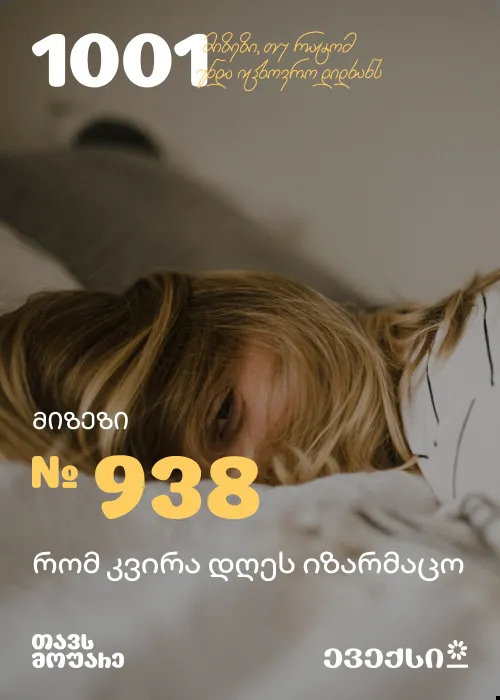 1001
მიზეზი, თუ რატომ
უნდა იცხოვრო დიდხანს
მიზეზი
№ 938
რომ კვირა დღეს იზარმაცო
თავს
მოუარე
ევექსი